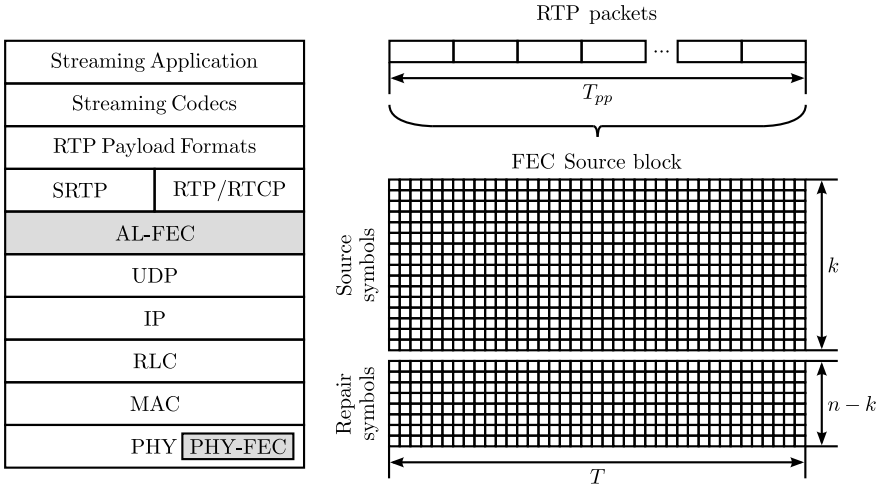 Streaming Application
Streaming Codecs
RTP Payload Formats
SRTP
RTP/RTCP
AL-FEC
UDP
IP
RLC
MAC
PHY PHY-FEC
RTP packets
...
T_pp
FEC Source block
Source symbols
k
Repair symbols
n − k
T